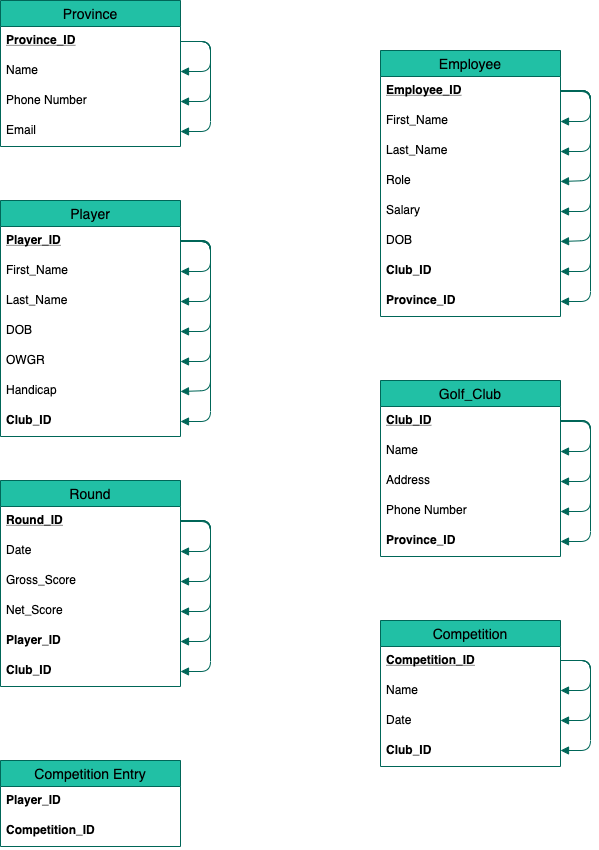 Province
Province_ID
Name
Phone Number
Email
Player
Player_ID
First_Name
Last_Name
DOB
OWGR
Handicap
Club_ID
Round
Round_ID
Date
Gross_Score
Net_Score
Player_ID
Club_ID
Competition Entry
Player_ID
Competition_ID
Employee
Employee_ID
First_Name
Last_Name
Role
Salary
DOB
Club_ID
Province_ID
Golf_Club
Club_ID
Name
Address
Phone Number
Province_ID
Competition
Competition_ID
Name
Date
Club_ID